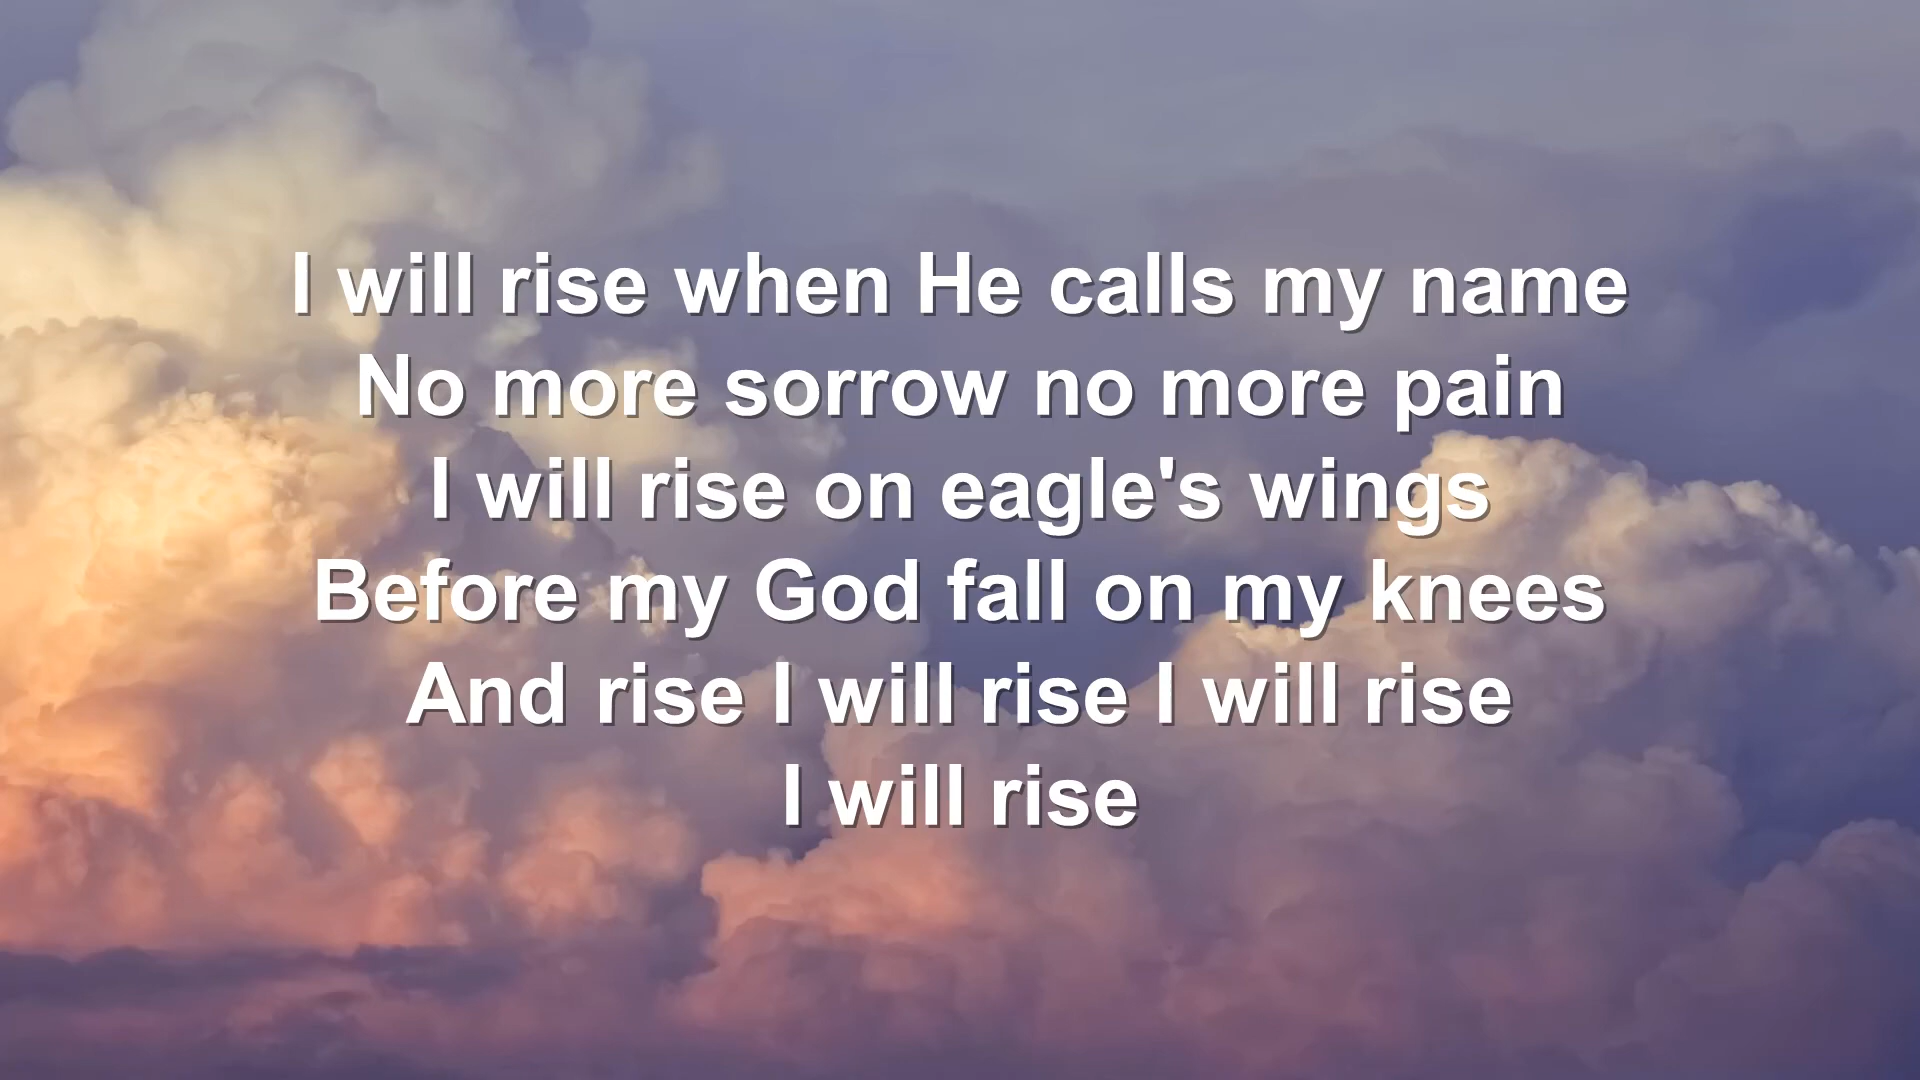 I will rise when He calls my name
No more sorrow no more pain
I will rise on eagle's wings
Before my God fall on my knees
And rise I will rise I will rise
I will rise